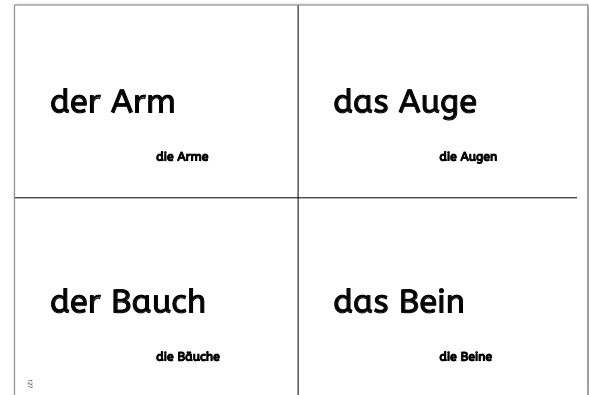 der Arm
die Arme
das Auge
die Augen
der Bauch
die Bäuche
das Bein
die Beine